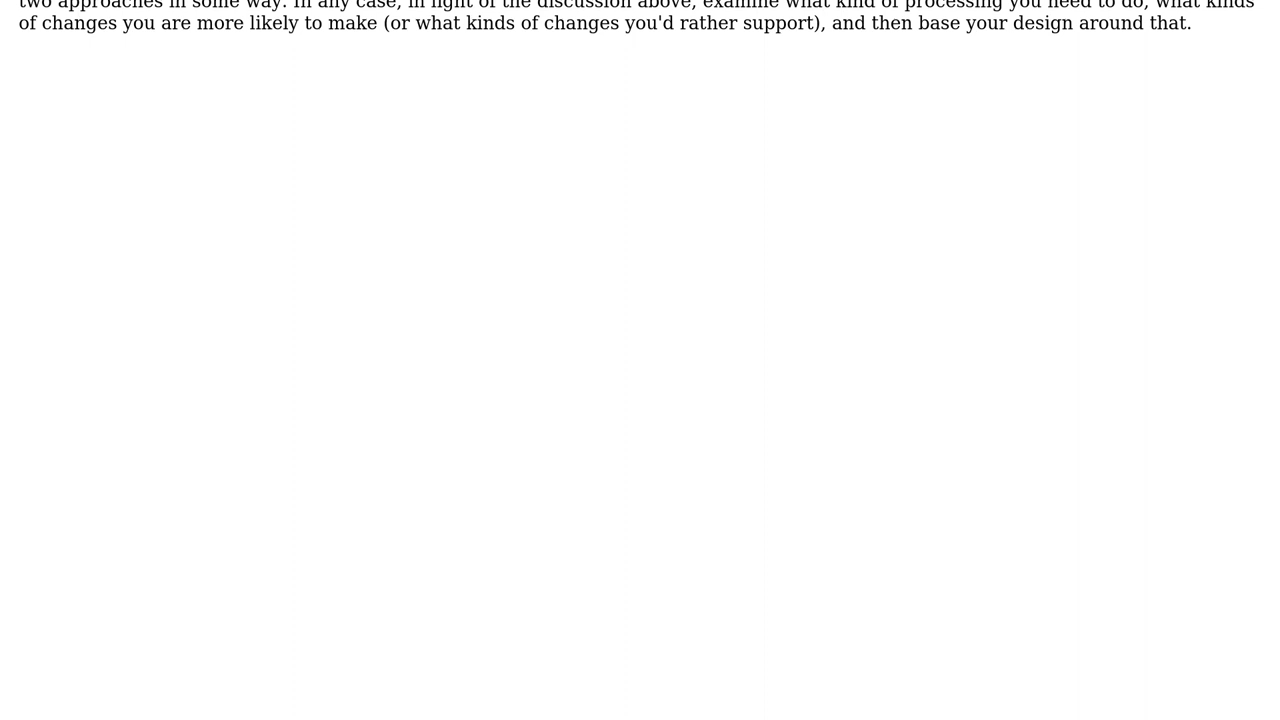 two approaches in some way. In any case, in light of the discussion above, examine what kind of processing you need to do, what kinds
of changes you are more likely to make (or what kinds of changes you'd rather support), and then base your design around that.